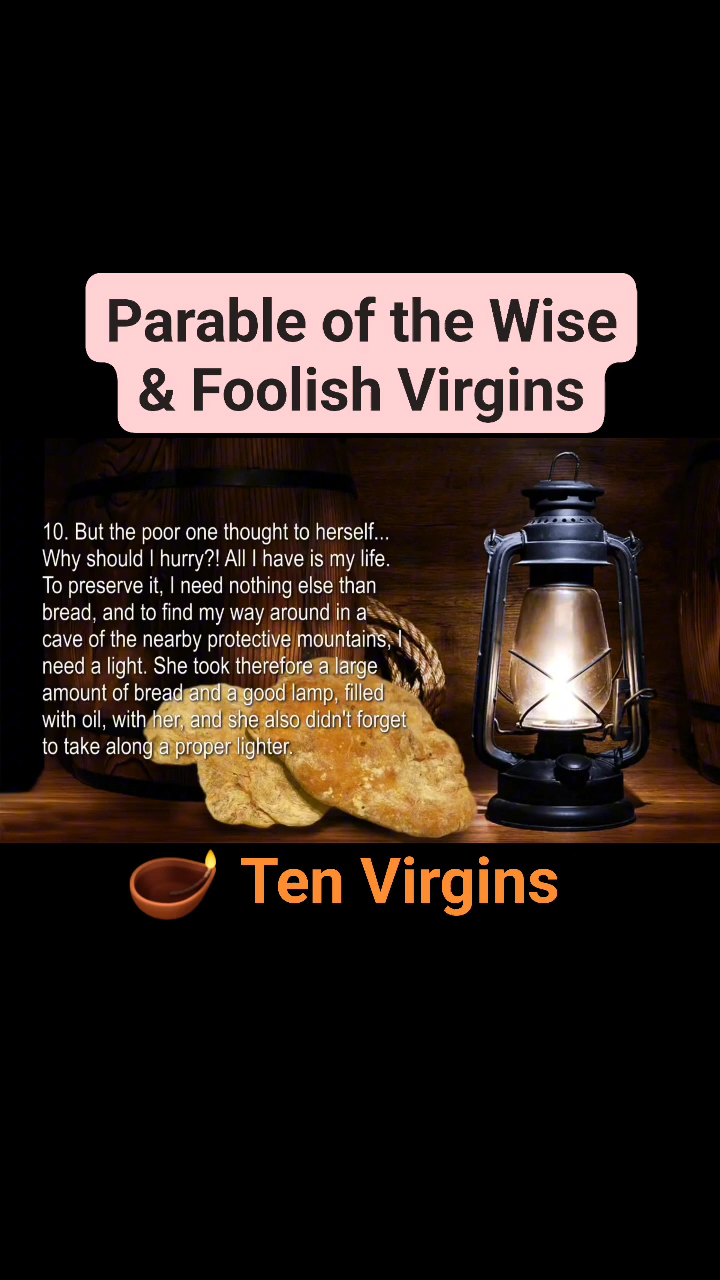 Parable of the Wise
& Foolish Virgins
10. But the poor one thought to herself...
Why should I hurry?! All I have is my life.
To preserve it, I need nothing else than
bread, and to find my way around in a
cave of the nearby protective mountains, I
need a light. She took therefore a large
amount of bread and a good lamp, filled
with oil, with her, and she also didn't forget
to take along a proper lighter.
Ten Virgins